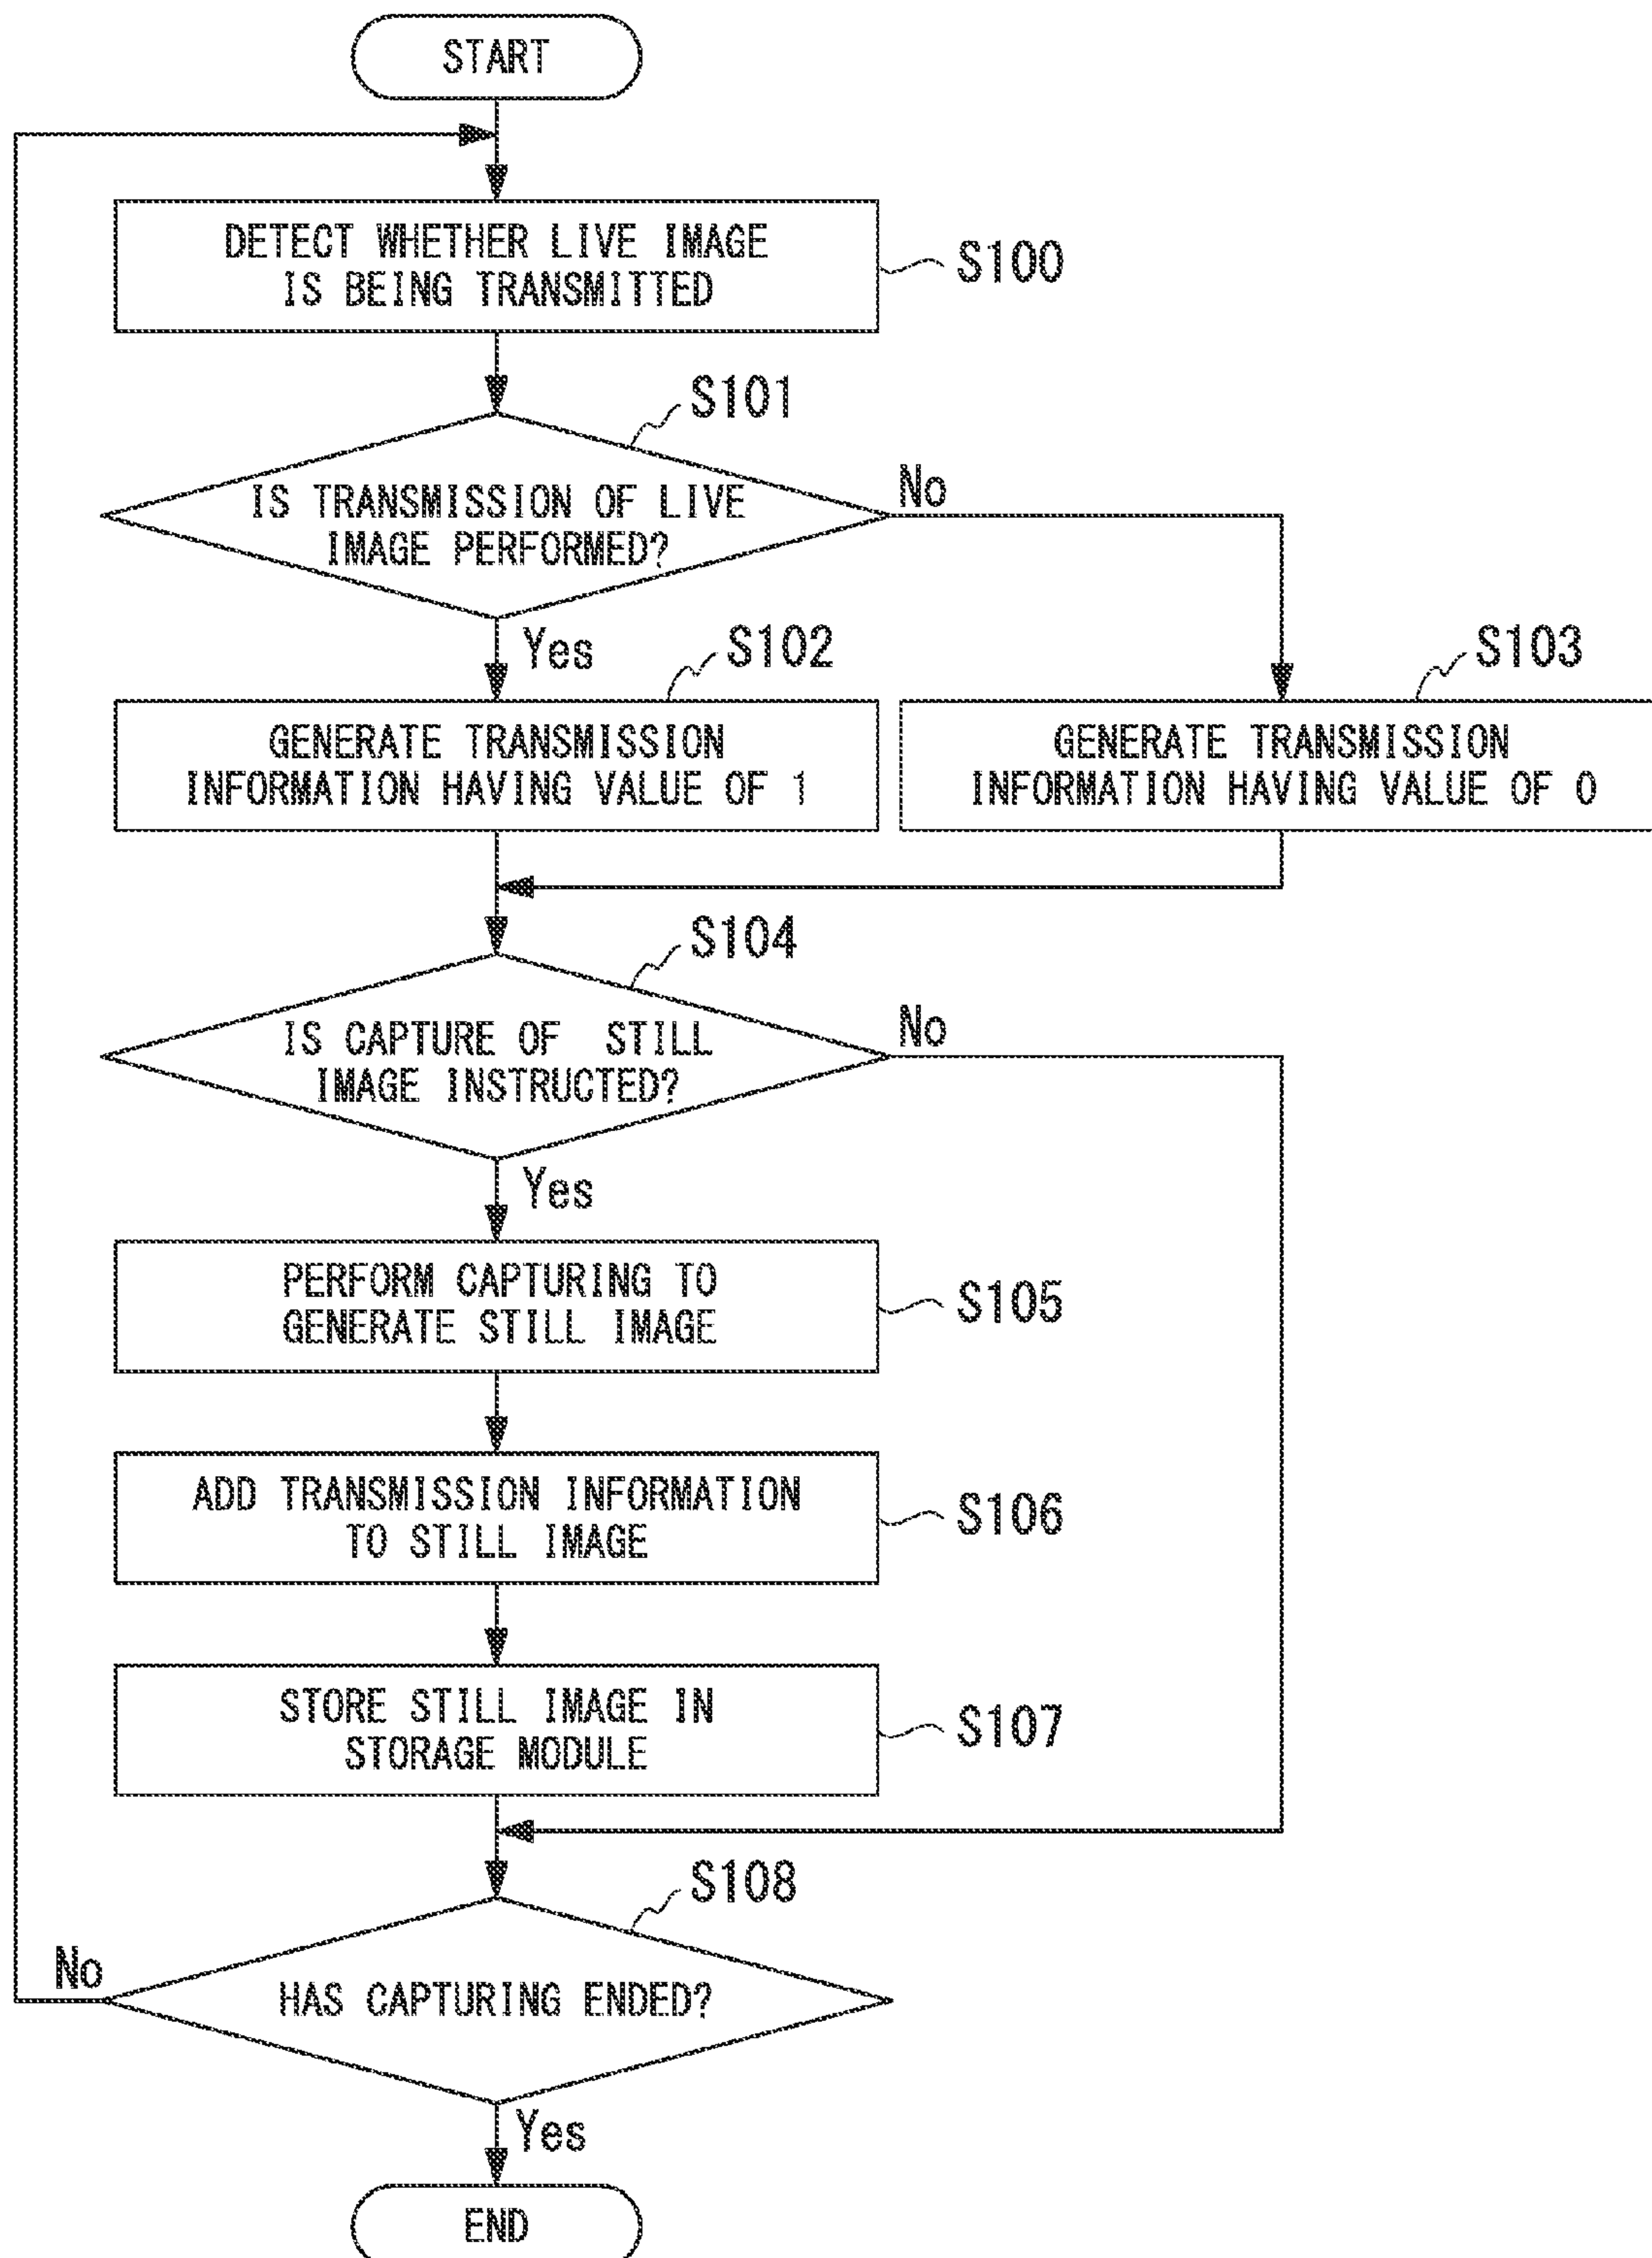 START
DETECT WHETHER LIVE IMAGE
IS BEING TRANSMITTED
S100
S101
IS TRANSMISSION OF LIVE
IMAGE PERFORMED?
No
Yes
S102
S103
GENERATE TRANSMISSION
INFORMATION HAVING VALUE OF 1
GENERATE TRANSMISSION
INFORMATION HAVING VALUE OF 0
S104
IS CAPTURE OF STILL
IMAGE INSTRUCTED?
No
Yes
PERFORM CAPTURING TO
GENERATE STILL IMAGE
S105
ADD TRANSMISSION INFORMATION
TO STILL IMAGE
S106
STORE STILL IMAGE IN
STORAGE MODULE
S107
S108
HAS CAPTURING ENDED?
No
Yes
END